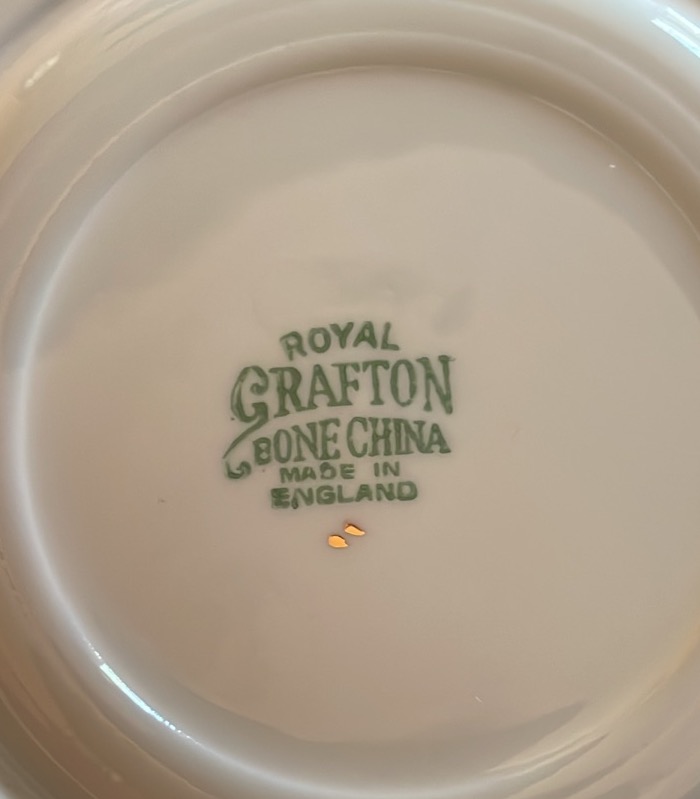 ROYAL
GRAFTON
BONE CHINA
MADE IN
ENGLAND